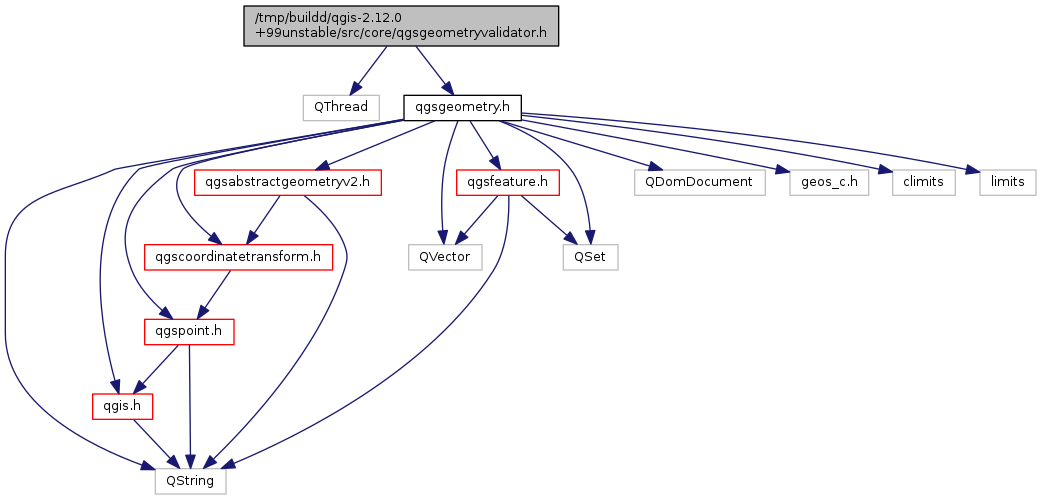 /tmp/buildd/qgis-2.12.0
+99unstable/src/core/qgsgeometryvalidator.h
QThread
qgsgeometry.h
qgsabstractgeometryv2.h
qgsfeature.h
QDomDocument
geos_c.h
climits
limits
qgscoordinatetransform.h
QVector
QSet
qgspoint.h
qgis.h
QString